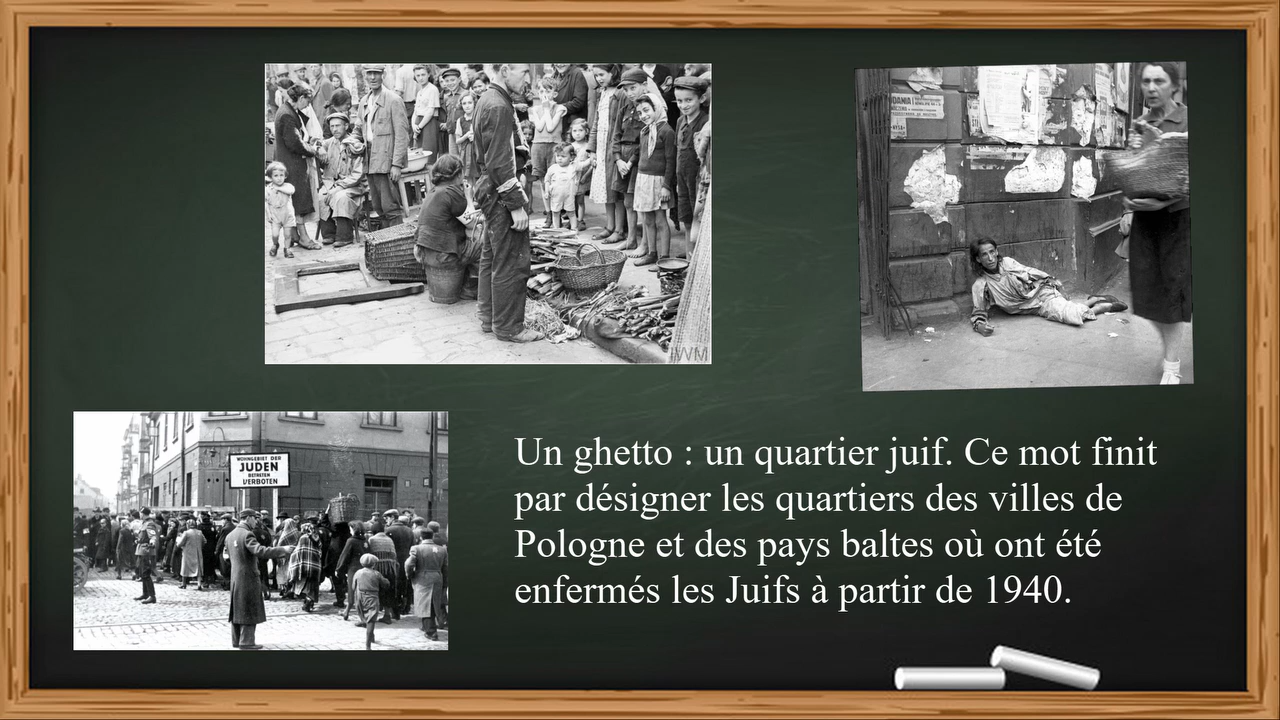 IWM
WOHNGEBIET DER
JUDEN
BETRETEN
VERBOTEN
Un ghetto : un quartier juif. Ce mot finit
par désigner les quartiers des villes de
Pologne et des pays baltes où ont été
enfermés les Juifs à partir de 1940.